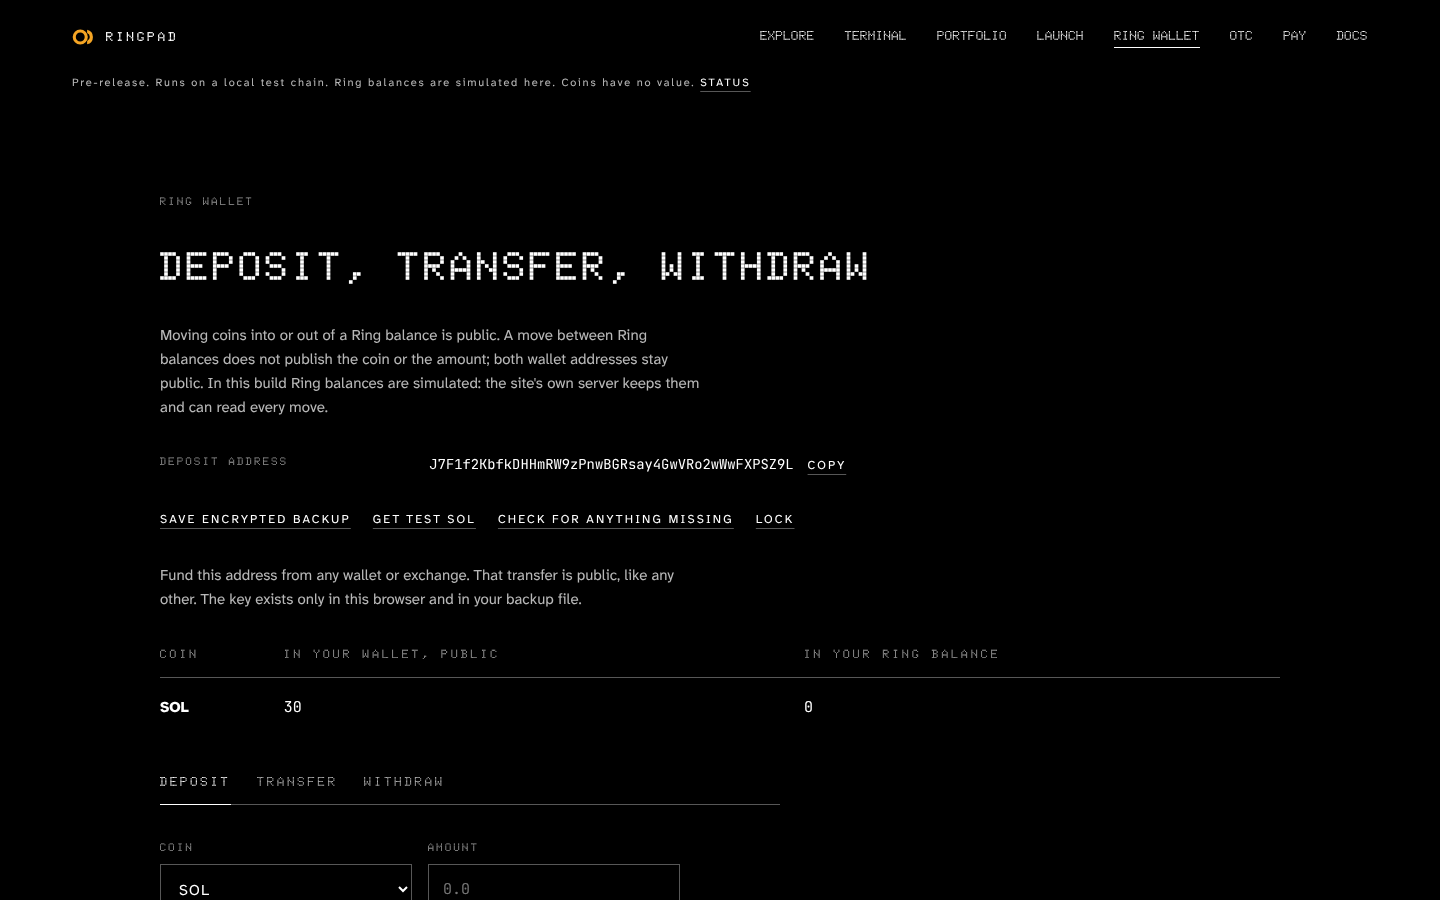 RINGPAD
EXPLORE TERMINAL PORTFOLIO LAUNCH RING WALLET OTC PAY DOCS
Pre-release. Runs on a local test chain. Ring balances are simulated here. Coins have no value. STATUS
RING WALLET
DEPOSIT, TRANSFER, WITHDRAW
Moving coins into or out of a Ring balance is public. A move between Ring
balances does not publish the coin or the amount; both wallet addresses stay
public. In this build Ring balances are simulated: the site's own server keeps them
and can read every move.
DEPOSIT ADDRESS J7F1f2KbfkDHHmRW9zPnwBGRsay4GwVRo2wWwFXPSZ9L COPY
SAVE ENCRYPTED BACKUP GET TEST SOL CHECK FOR ANYTHING MISSING LOCK
Fund this address from any wallet or exchange. That transfer is public, like any
other. The key exists only in this browser and in your backup file.
COIN IN YOUR WALLET, PUBLIC IN YOUR RING BALANCE
SOL 30 0
DEPOSIT TRANSFER WITHDRAW
COIN AMOUNT
SOL 0.0